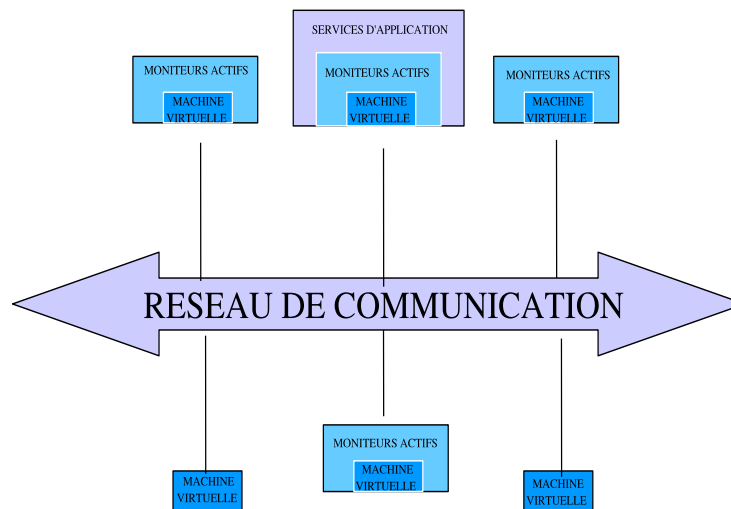 SERVICES D'APPLICATION
MONITEURS ACTIFS
MACHINE
VIRTUELLE
MONITEURS ACTIFS
MACHINE
VIRTUELLE
MONITEURS ACTIFS
MACHINE
VIRTUELLE
RESEAU DE COMMUNICATION
MACHINE
VIRTUELLE
MONITEURS ACTIFS
MACHINE
VIRTUELLE
MACHINE
VIRTUELLE